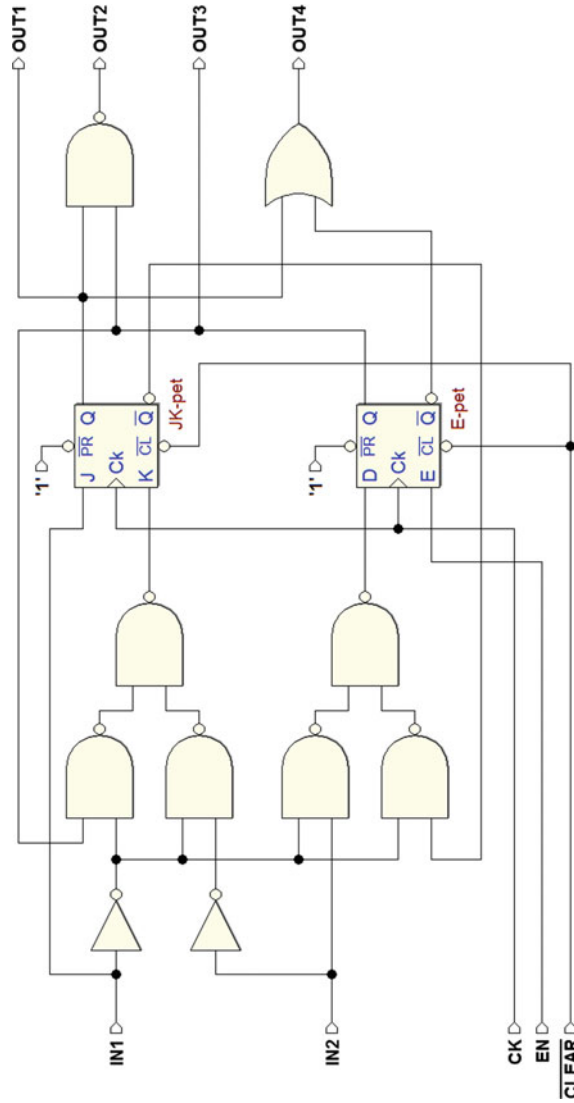 OUT1
OUT2
OUT3
OUT4
'1'
PR
J
Q
Ck
K
CL
Q
JK-pet
'1'
PR
D
Q
Ck
E
CL
Q
E-pet
IN1
IN2
CK
EN
CLEAR